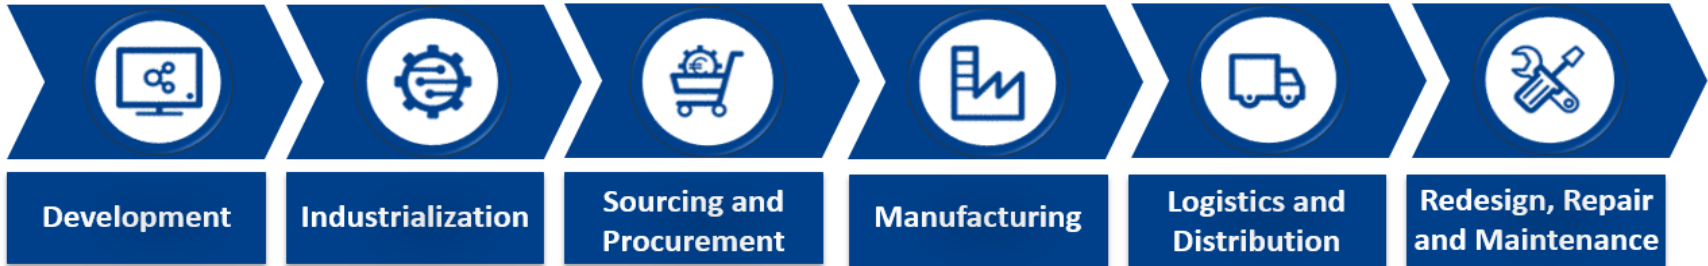 Development
Industrialization
Sourcing and
Procurement
Manufacturing
Logistics and
Distribution
Redesign, Repair
and Maintenance